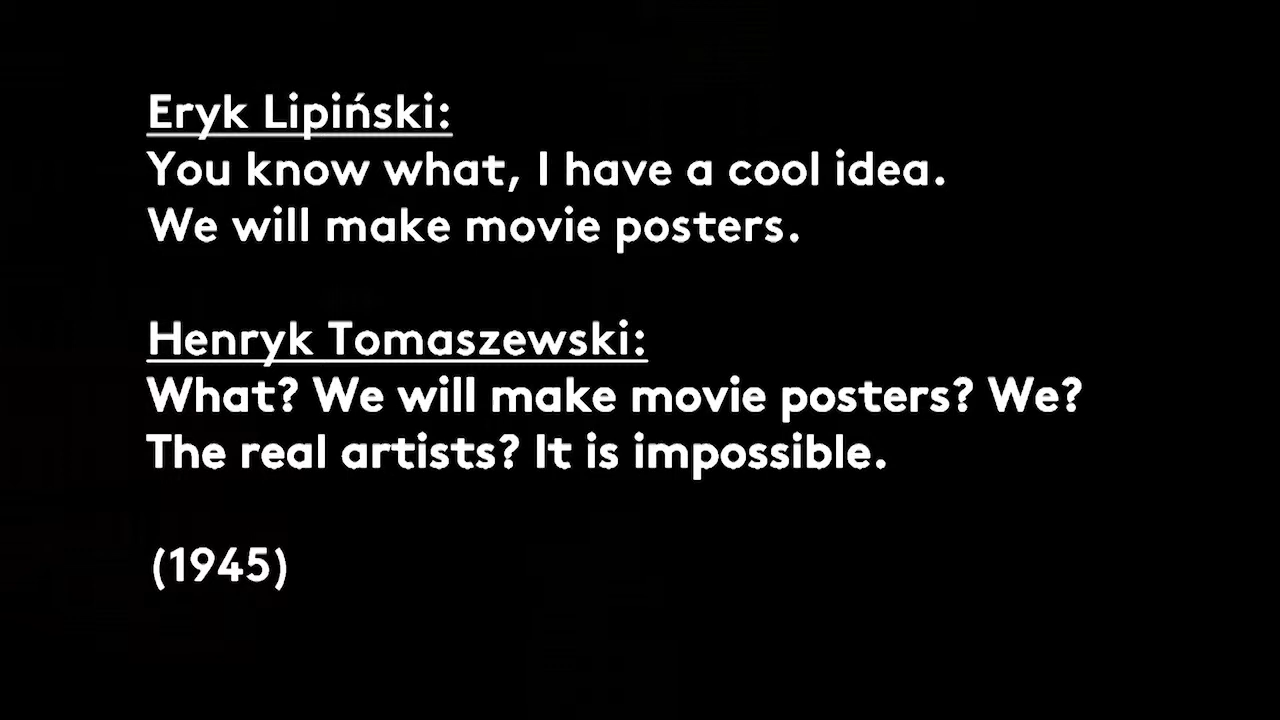 Eryk Lipiński:
You know what, I have a cool idea.
We will make movie posters.
Henryk Tomaszewski:
What? We will make movie posters? We?
The real artists? It is impossible.
(1945)